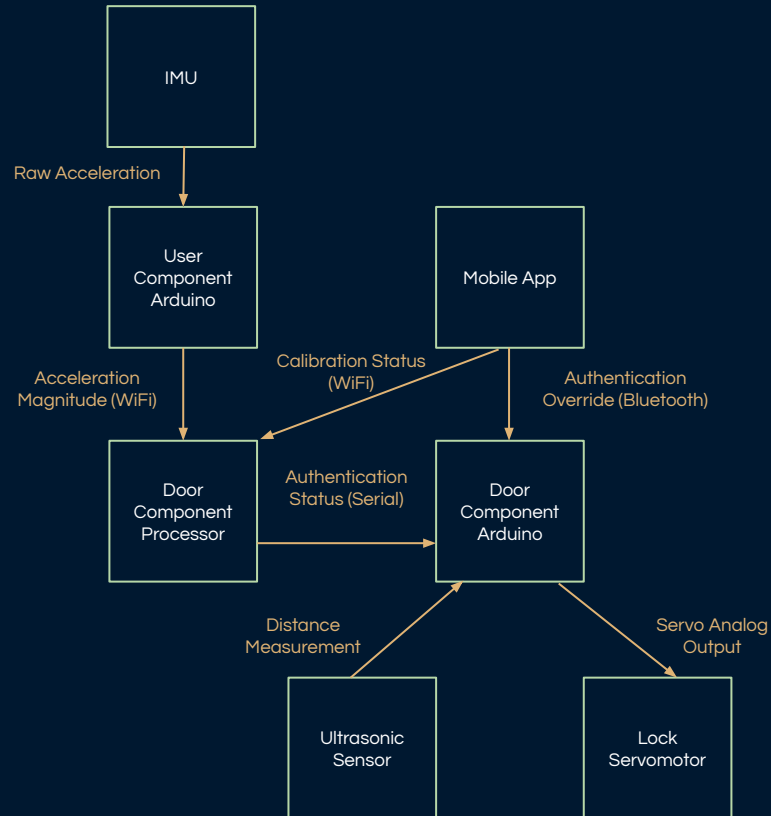 IMU
Raw Acceleration
User
Component
Arduino
Mobile App
Acceleration
Magnitude (WiFi)
Calibration Status
(WiFi)
Authentication
Override (Bluetooth)
Door
Component
Processor
Authentication
Status (Serial)
Door
Component
Arduino
Distance
Measurement
Servo Analog
Output
Ultrasonic
Sensor
Lock
Servomotor